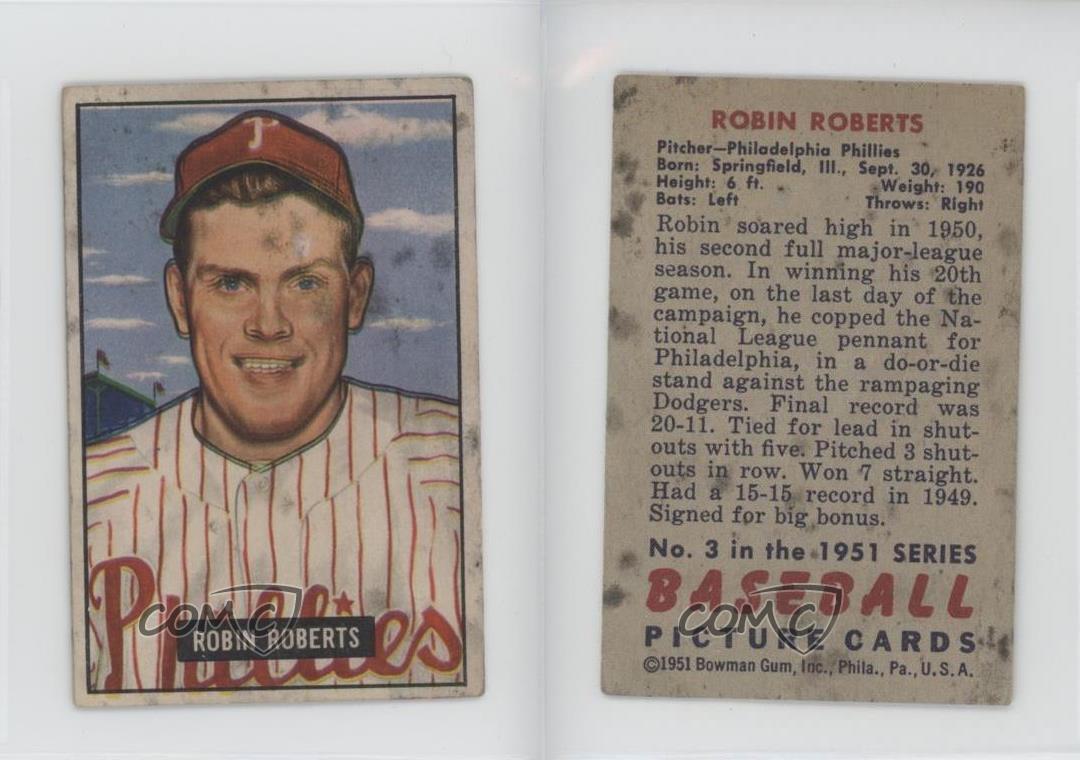 P
Phillies
COMC
ROBIN ROBERTS
ROBIN ROBERTS
Pitcher—Philadelphia Phillies
Born: Springfield, Ill., Sept. 30, 1926
Height: 6 ft. Weight: 190
Bats: Left Throws: Right
Robin soared high in 1950,
his second full major-league
season. In winning his 20th
game, on the last day of the
campaign, he copped the Na-
tional League pennant for
Philadelphia, in a do-or-die
stand against the rampaging
Dodgers. Final record was
20-11. Tied for lead in shut-
outs with five. Pitched 3 shut-
outs in row. Won 7 straight.
Had a 15-15 record in 1949.
Signed for big bonus.
No. 3 in the 1951 SERIES
BASEBALL
COMC
PICTURE CARDS
©1951 Bowman Gum, Inc., Phila., Pa., U.S.A.